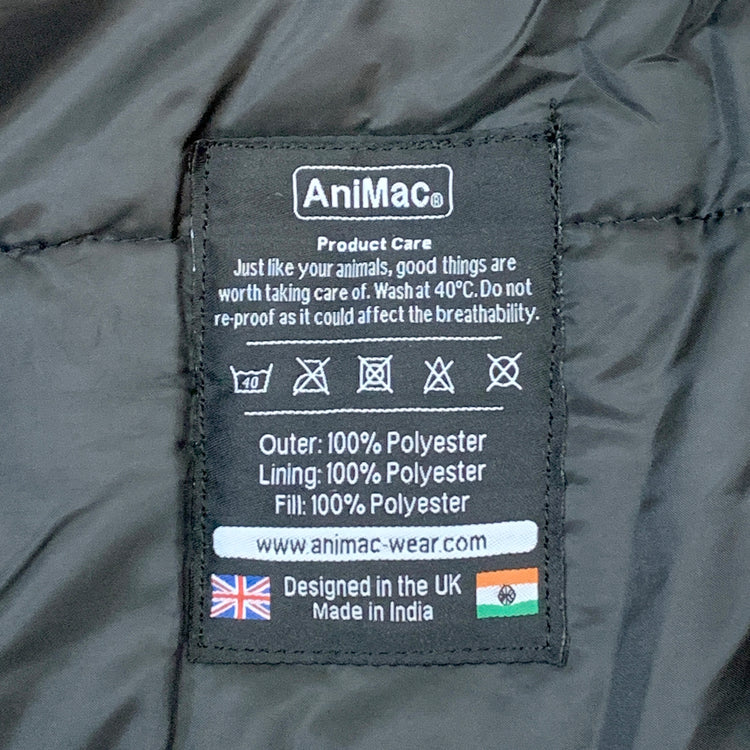 AniMac®
Product Care
Just like your animals, good things are
worth taking care of. Wash at 40°C. Do not
re-proof as it could affect the breathability.
40
Outer: 100% Polyester
Lining: 100% Polyester
Fill: 100% Polyester
www.animac-wear.com
Designed in the UK
Made in India